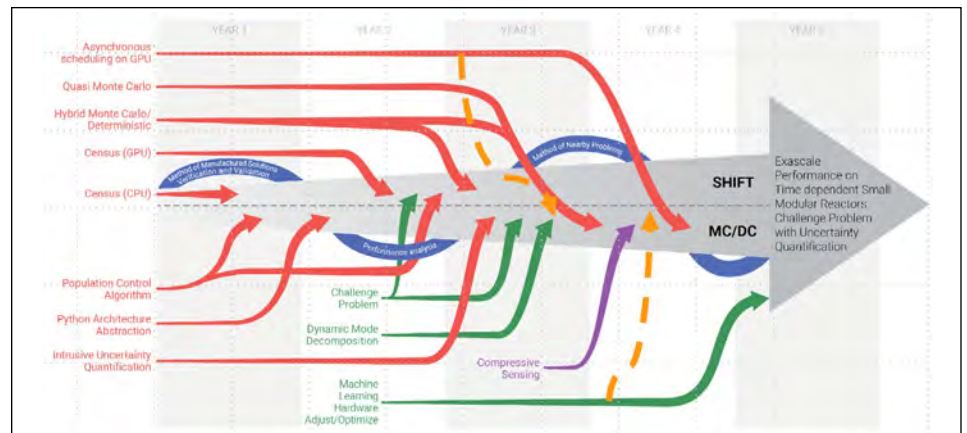 YEAR 1
YEAR 2
YEAR 3
YEAR 4
YEAR 5
Asynchronous
scheduling on GPU
Quasi Monte Carlo
Hybrid Monte Carlo/
Deterministic
Census (GPU)
Method of Manufactured Solutions
Verification and Validation
Census (CPU)
Method of Nearby Problems
SHIFT
MC/DC
Exascale
Performance on
Time dependent Small
Modular Reactors
Challenge Problem
with Uncertainty
Quantification
Performance analysis
Population Control
Algorithm
Python Architecture
Abstraction
Intrusive Uncertainty
Quantification
Challenge
Problem
Dynamic Mode
Decomposition
Compressive
Sensing
Machine
Learning
Hardware
Adjust/Optimize